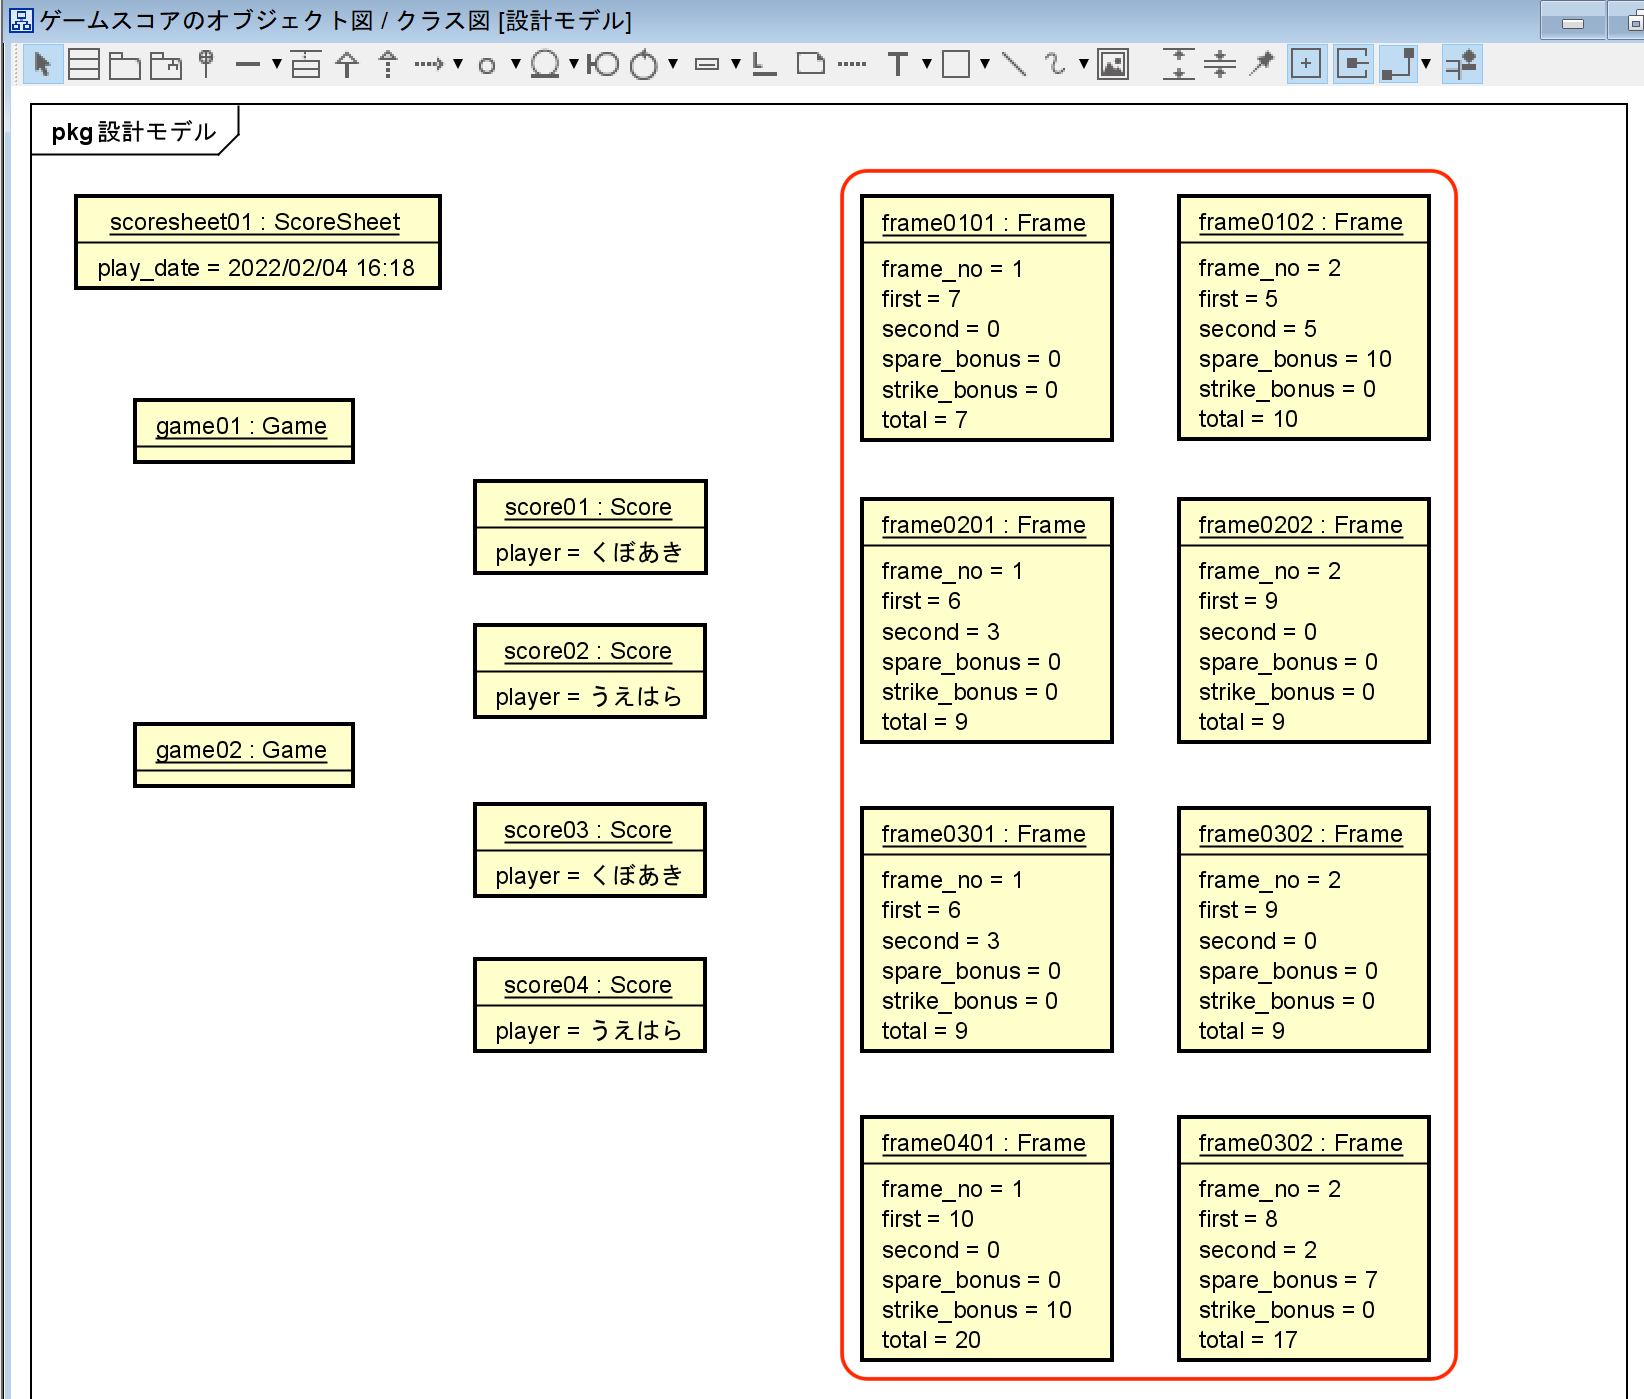 ゲームスコアのオブジェクト図 / クラス図 [設計モデル]
pkg 設計モデル
scoresheet01 : ScoreSheet
play_date = 2022/02/04 16:18
game01 : Game
score01 : Score
player = くぼあき
score02 : Score
player = うえはら
game02 : Game
score03 : Score
player = くぼあき
score04 : Score
player = うえはら
frame0101 : Frame
frame_no = 1
first = 7
second = 0
spare_bonus = 0
strike_bonus = 0
total = 7
frame0102 : Frame
frame_no = 2
first = 5
second = 5
spare_bonus = 10
strike_bonus = 0
total = 10
frame0201 : Frame
frame_no = 1
first = 6
second = 3
spare_bonus = 0
strike_bonus = 0
total = 9
frame0202 : Frame
frame_no = 2
first = 9
second = 0
spare_bonus = 0
strike_bonus = 0
total = 9
frame0301 : Frame
frame_no = 1
first = 6
second = 3
spare_bonus = 0
strike_bonus = 0
total = 9
frame0302 : Frame
frame_no = 2
first = 9
second = 0
spare_bonus = 0
strike_bonus = 0
total = 9
frame0401 : Frame
frame_no = 1
first = 10
second = 0
spare_bonus = 0
strike_bonus = 10
total = 20
frame0302 : Frame
frame_no = 2
first = 8
second = 2
spare_bonus = 7
strike_bonus = 0
total = 17